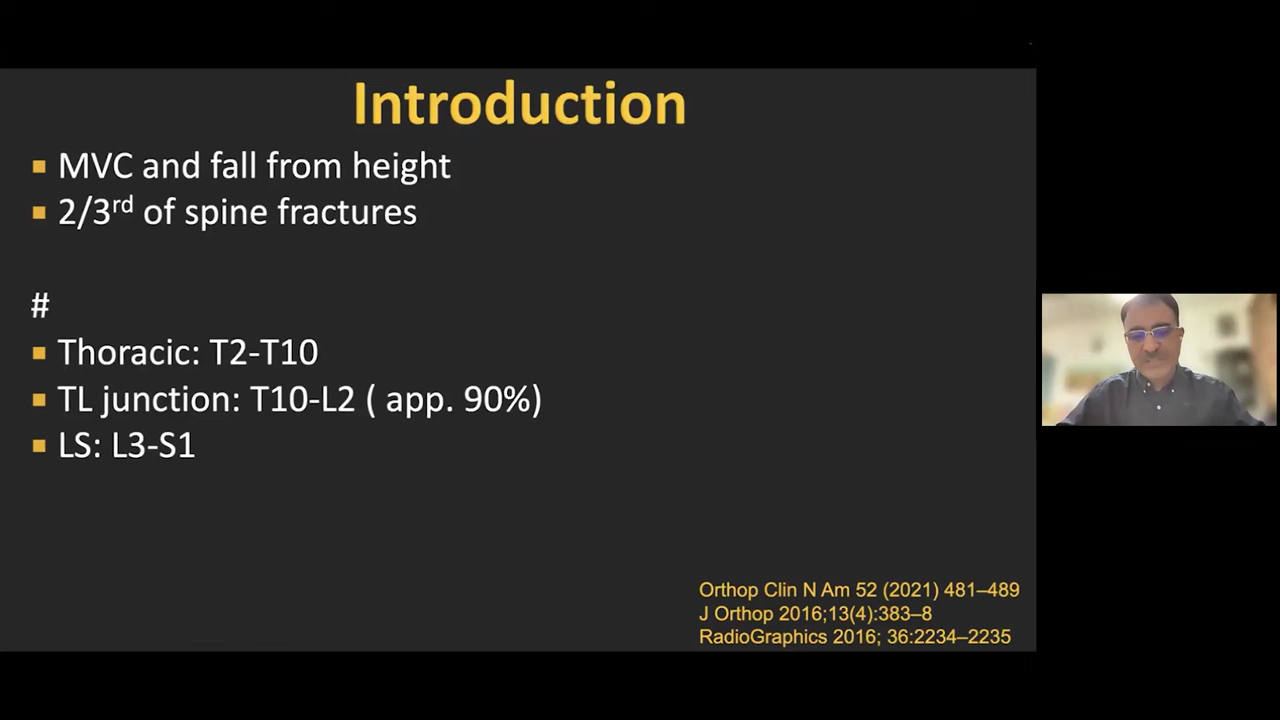 Introduction
MVC and fall from height
2/3rd of spine fractures
#
Thoracic: T2-T10
TL junction: T10-L2 ( app. 90%)
LS: L3-S1
Orthop Clin N Am 52 (2021) 481–489
J Orthop 2016;13(4):383–8
RadioGraphics 2016; 36:2234–2235